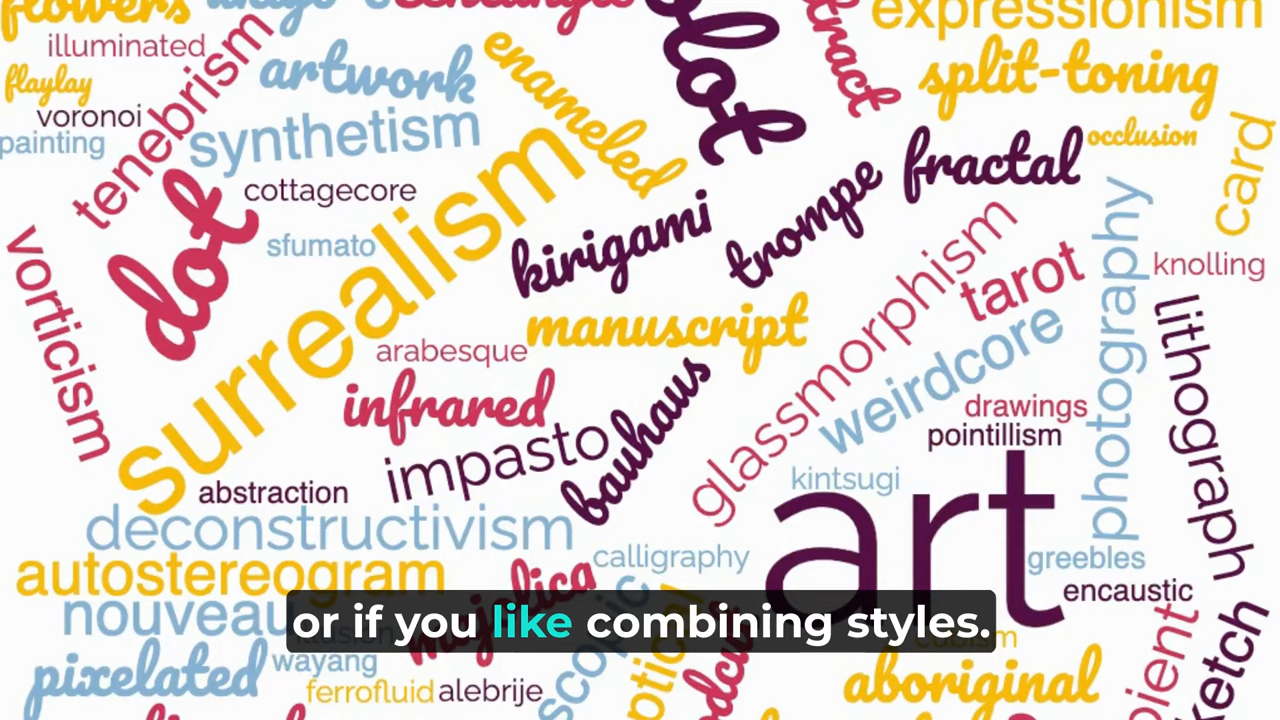 flowers
expressionism
illuminated
artwork
enameled
split-toning
flaylay
voronoi
tenebrism
painting
synthetism
occlusion
fractal
card
cottagecore
dot
sfumato
surrealism
kirigami
trompe
vorticism
glassmorphism
tarot
photography
knolling
manuscript
arabesque
infrared
weirdcore
lithograph
bauhaus
impasto
drawings
pointillism
kintsugi
abstraction
art
deconstructivism
calligraphy
greebles
autostereogram
majolica
encaustic
nouveau
or if you like combining styles.
cubism
wayang
pixelated
ferrofluid
alebrije
aboriginal